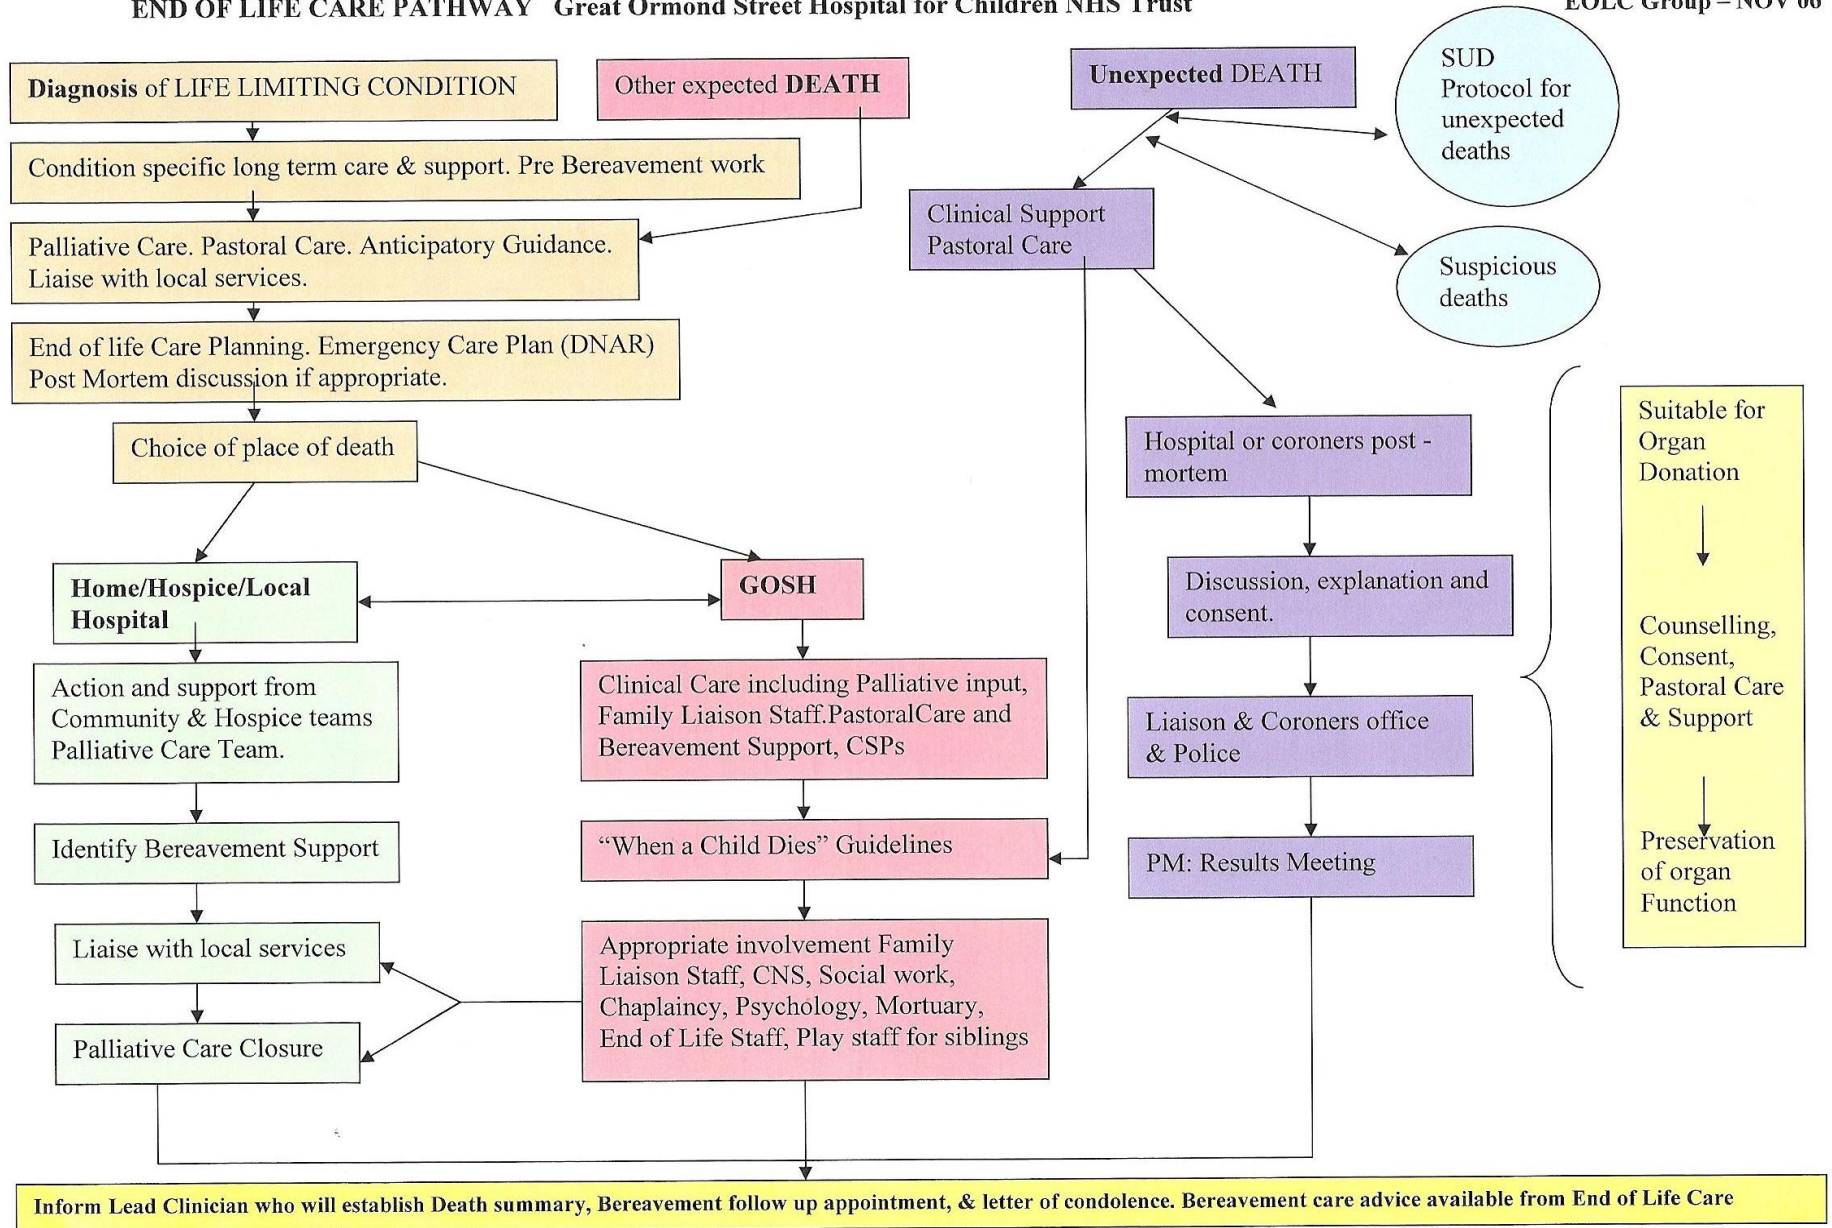 END OF LIFE CARE PATHWAY Great Ormond Street Hospital for Children NHS Trust
EOLC Group – NOV 06
Diagnosis of LIFE LIMITING CONDITION
Other expected DEATH
Unexpected DEATH
SUD
Protocol for
unexpected
deaths
Condition specific long term care & support. Pre Bereavement work
Clinical Support
Pastoral Care
Palliative Care. Pastoral Care. Anticipatory Guidance.
Liaise with local services.
Suspicious
deaths
End of life Care Planning. Emergency Care Plan (DNAR)
Post Mortem discussion if appropriate.
Choice of place of death
Hospital or coroners post -
mortem
Suitable for
Organ
Donation
Home/Hospice/Local
Hospital
GOSH
Discussion, explanation and
consent.
Counselling,
Consent,
Pastoral Care
& Support
Action and support from
Community & Hospice teams
Palliative Care Team.
Clinical Care including Palliative input,
Family Liaison Staff.PastoralCare and
Bereavement Support, CSPs
Liaison & Coroners office
& Police
Identify Bereavement Support
“When a Child Dies” Guidelines
PM: Results Meeting
Preservation
of organ
Function
Liaise with local services
Appropriate involvement Family
Liaison Staff, CNS, Social work,
Chaplaincy, Psychology, Mortuary,
End of Life Staff, Play staff for siblings
Palliative Care Closure
Inform Lead Clinician who will establish Death summary, Bereavement follow up appointment, & letter of condolence. Bereavement care advice available from End of Life Care